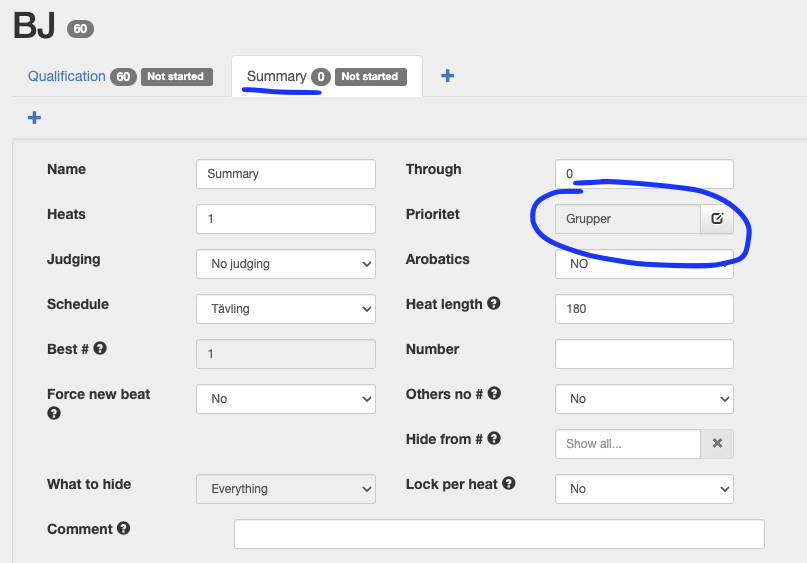 BJ 60
Qualification 60 Not started Summary 0 Not started
Name Summary Through 0
Heats 1 Prioritet Grupper
Judging No judging Arobatics NO
Schedule Tävling Heat length 180
Best # 1 Number
Force new beat No Others no # No
Hide from # Show all...
What to hide Everything Lock per heat No
Comment